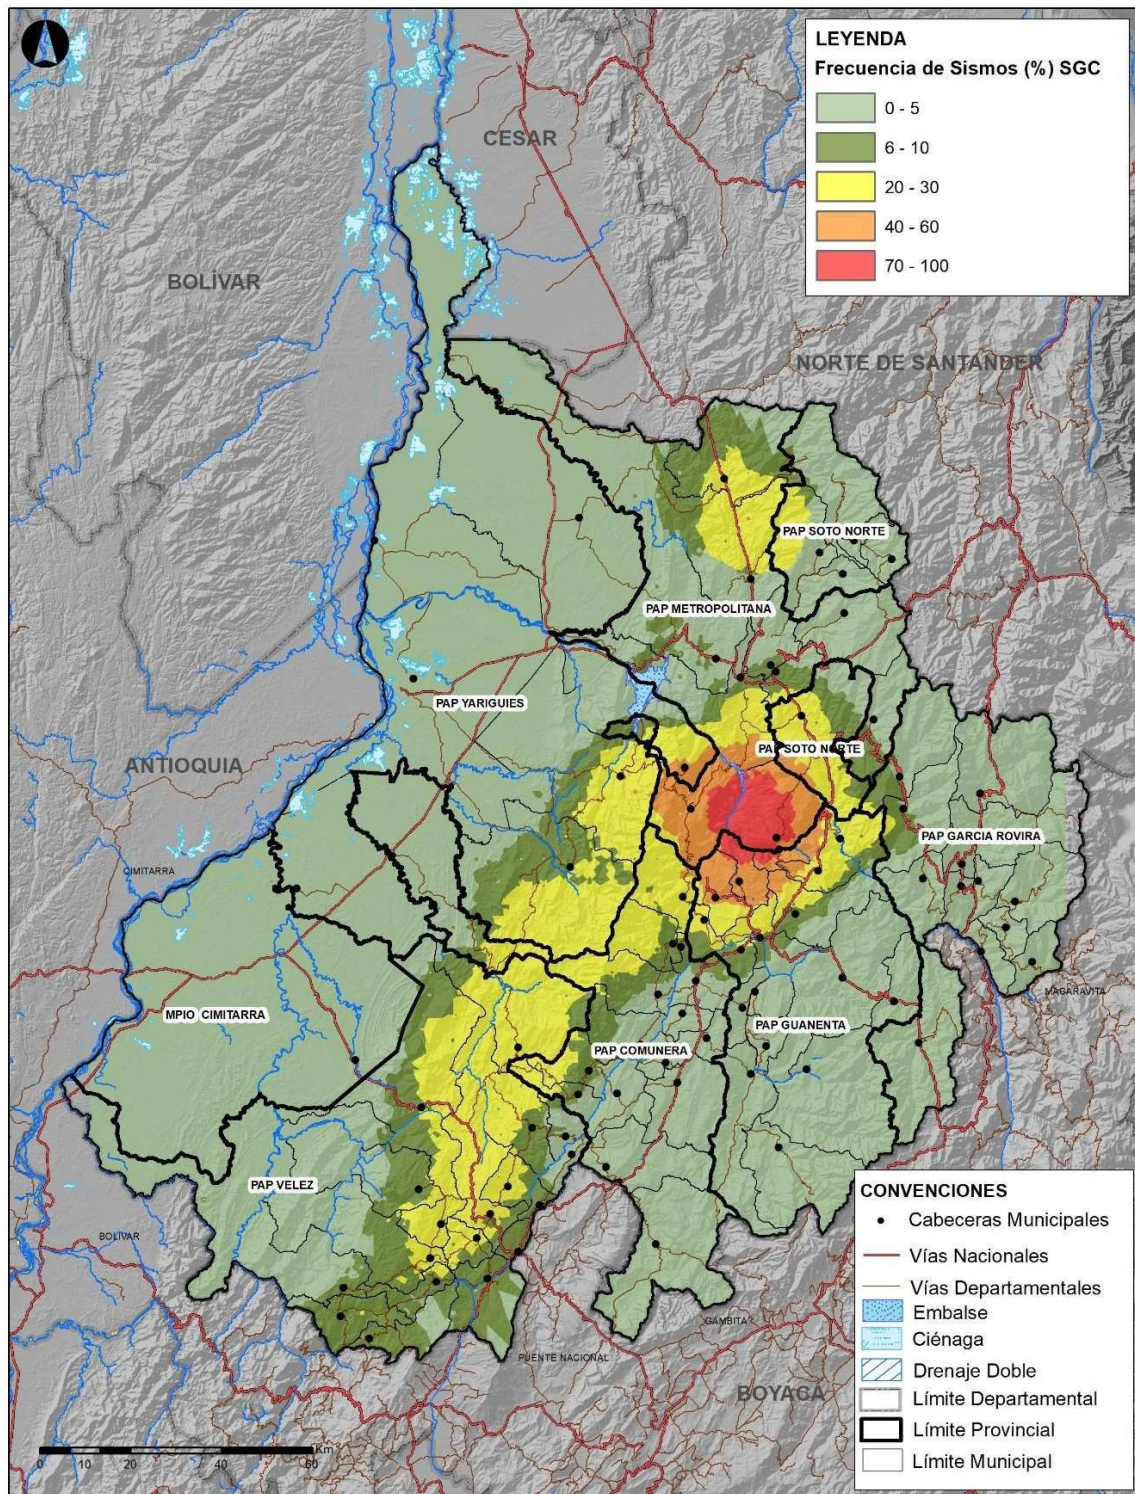 LEYENDA
Frecuencia de Sismos (%) SGC
0 - 5
6 - 10
20 - 30
40 - 60
70 - 100
CESAR
BOLÍVAR
NORTE DE SANTANDER
PAP SOTO NORTE
PAP METROPOLITANA
PAP YARIGUIES
PAP SOTO NORTE
ANTIOQUIA
PAP GARCIA ROVIRA
CIMITARRA
MACARAVITA
MPIO CIMITARRA
PAP GUANENTA
PAP COMUNERA
PAP VELEZ
BOLIVAR
GAMBITA
PUENTE NACIONAL
BOYACA
CONVENCIONES
Cabeceras Municipales
Vías Nacionales
Vías Departamentales
Embalse
Ciénaga
Drenaje Doble
Límite Departamental
Límite Provincial
Límite Municipal
Km
0 10 20 40 60